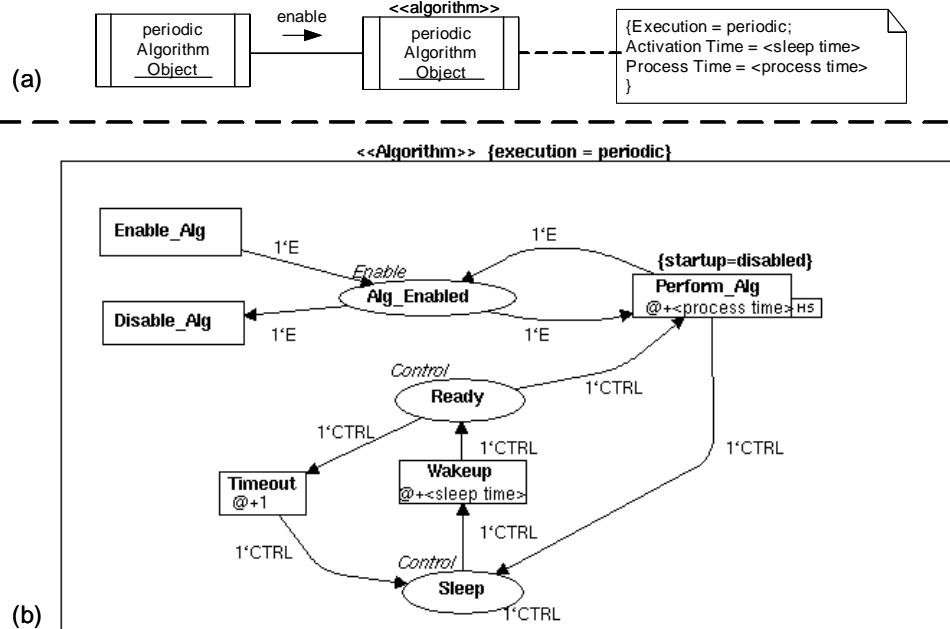 enable
<<algorithm>>
periodic
Algorithm
Object
periodic
Algorithm
Object
{Execution = periodic;
Activation Time = <sleep time>
Process Time = <process time>
}
(a)
<<Algorithm>> {execution = periodic}
Enable_Alg
1‘E
1‘E
{startup=disabled}
Enable
Alg_Enabled
Perform_Alg
@+<process time>
HS
Disable_Alg
1‘E
1‘E
Control
Ready
1‘CTRL
1‘CTRL
1‘CTRL
1‘CTRL
Timeout
@+1
Wakeup
@+<sleep time>
1‘CTRL
1‘CTRL
Control
Sleep
1‘CTRL
(b)